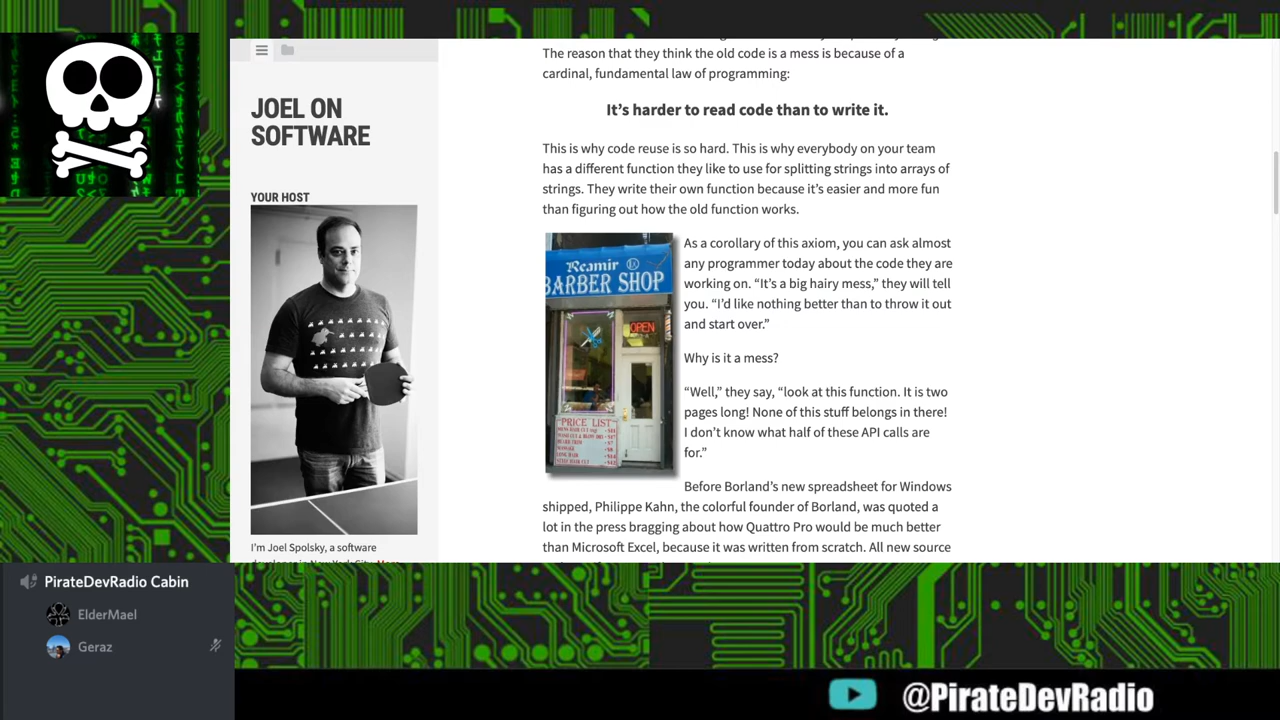 The reason that they think the old code is a mess is because of a
cardinal, fundamental law of programming:
JOEL ON
SOFTWARE
It’s harder to read code than to write it.
This is why code reuse is so hard. This is why everybody on your team
has a different function they like to use for splitting strings into arrays of
strings. They write their own function because it’s easier and more fun
than figuring out how the old function works.
YOUR HOST
Reamir
BARBER SHOP
OPEN
PRICE LIST
As a corollary of this axiom, you can ask almost
any programmer today about the code they are
working on. “It’s a big hairy mess,” they will tell
you. “I’d like nothing better than to throw it out
and start over.”
Why is it a mess?
“Well,” they say, “look at this function. It is two
pages long! None of this stuff belongs in there!
I don’t know what half of these API calls are
for.”
Before Borland’s new spreadsheet for Windows
shipped, Philippe Kahn, the colorful founder of Borland, was quoted a
lot in the press bragging about how Quattro Pro would be much better
than Microsoft Excel, because it was written from scratch. All new source
I'm Joel Spolsky, a software
PirateDevRadio Cabin
ElderMael
Geraz
@PirateDevRadio